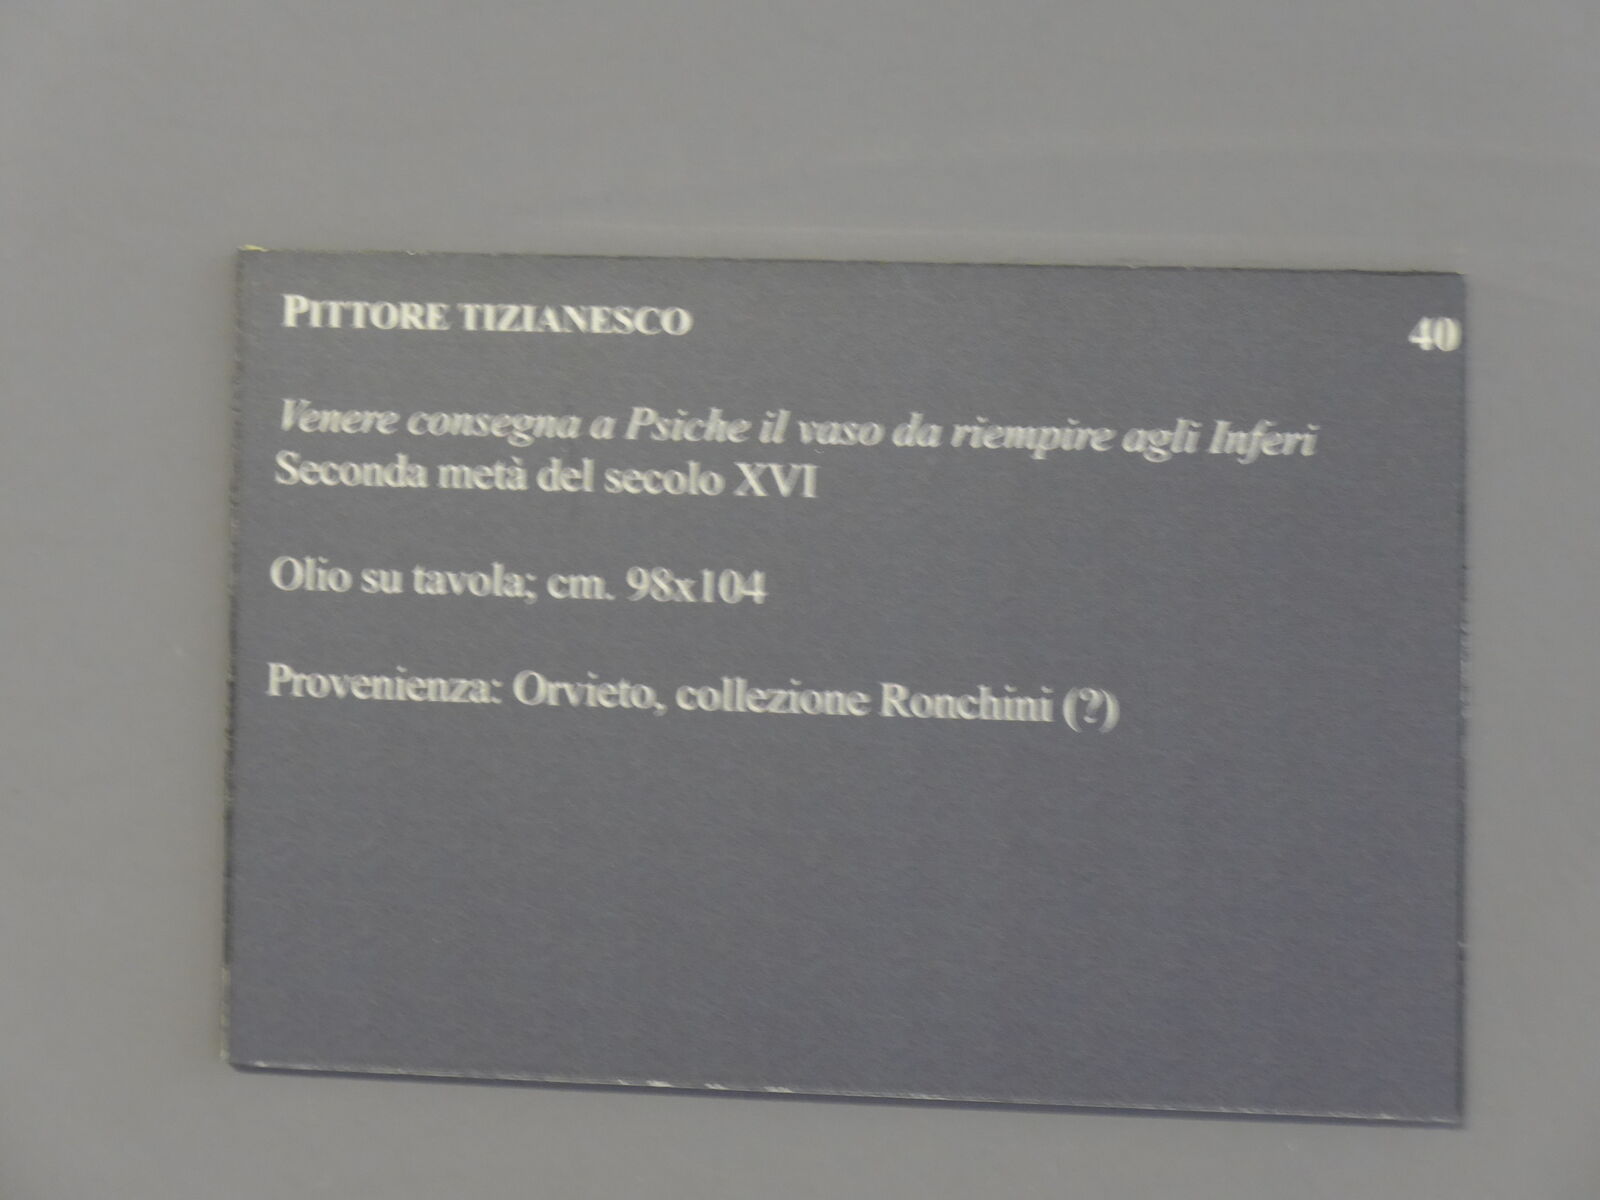 PITTORE TIZIANESCO 40
Venere consegna a Psiche il vaso da riempire agli Inferi
Seconda metà del secolo XVI
Olio su tavola; cm. 98x104
Provenienza: Orvieto, collezione Ronchini (?)